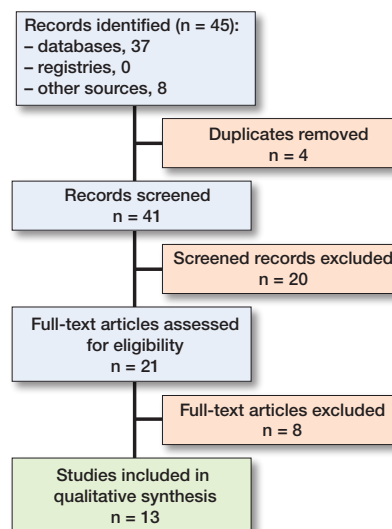 Records identified (n = 45):
– databases, 37
– registries, 0
– other sources, 8
Duplicates removed
n = 4
Records screened
n = 41
Screened records excluded
n = 20
Full-text articles assessed
for eligibility
n = 21
Full-text articles excluded
n = 8
Studies included in
qualitative synthesis
n = 13